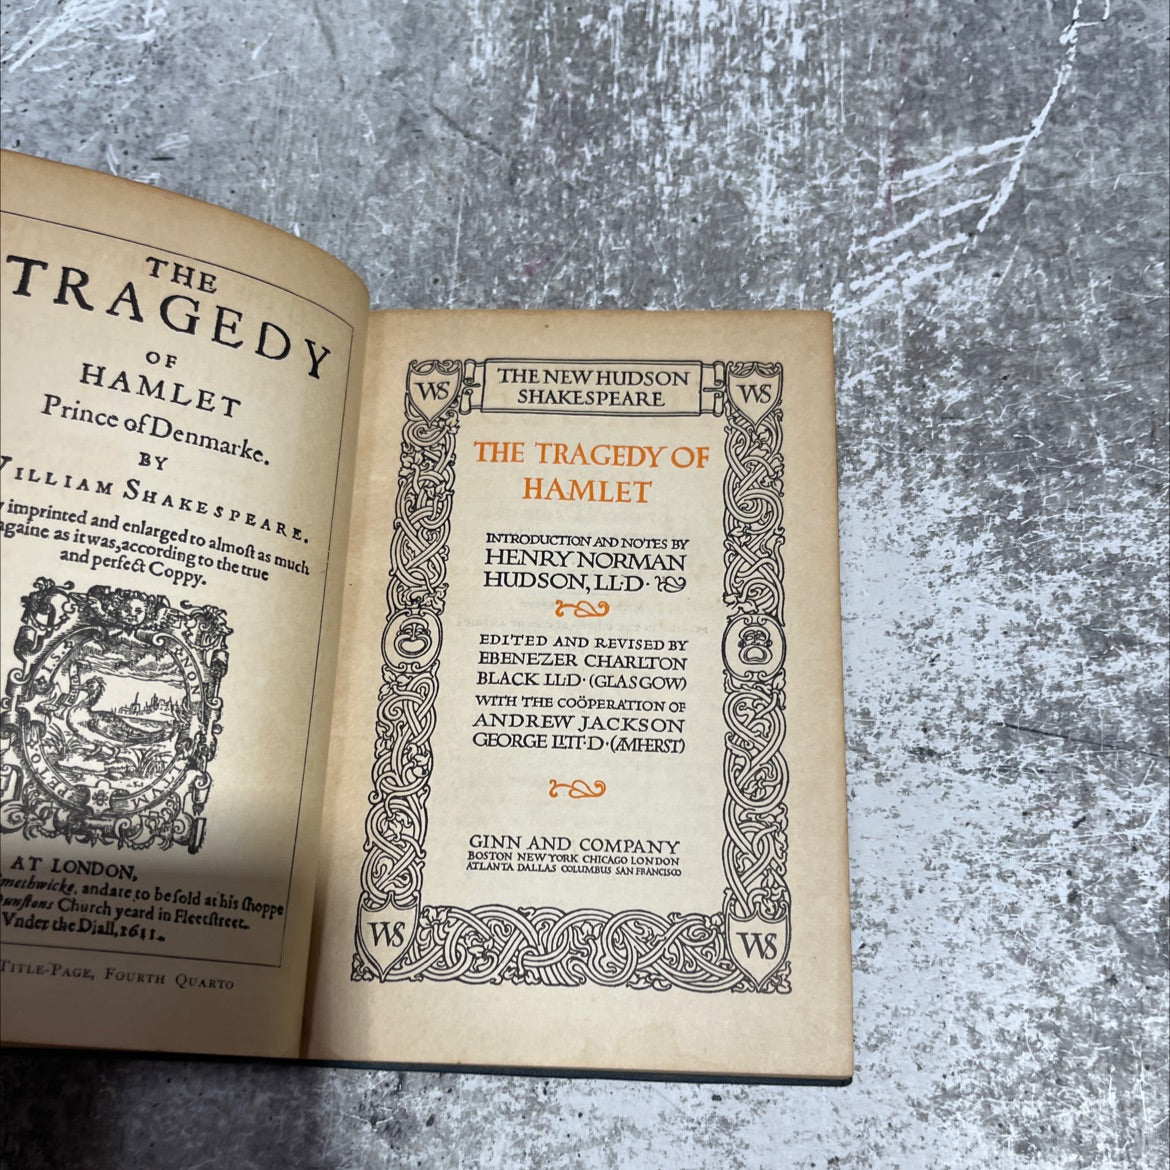 THE
TRAGEDY
OF
HAMLET
Prince of Denmarke.
BY
WILLIAM SHAKESPEARE.
imprinted and enlarged to almoſt as much
againe as it was, according to the true
and perfect Coppy.
AT LONDON,
Smethwicke, and are to be ſold at his ſhoppe
Dunſtons Church yeard in Fleetſtreet.
Vnder the Diall, 1611.
TITLE-PAGE, FOURTH QUARTO
WS
THE NEW HUDSON
SHAKESPEARE
WS
THE TRAGEDY OF
HAMLET
INTRODUCTION AND NOTES BY
HENRY NORMAN
HUDSON, LL·D·
EDITED AND REVISED BY
EBENEZER CHARLTON
BLACK LL·D· (GLASGOW)
WITH THE COÖPERATION OF
ANDREW JACKSON
GEORGE LITT·D·(AMHERST)
GINN AND COMPANY
BOSTON NEW YORK CHICAGO LONDON
ATLANTA DALLAS COLUMBUS SAN FRANCISCO
WS
WS